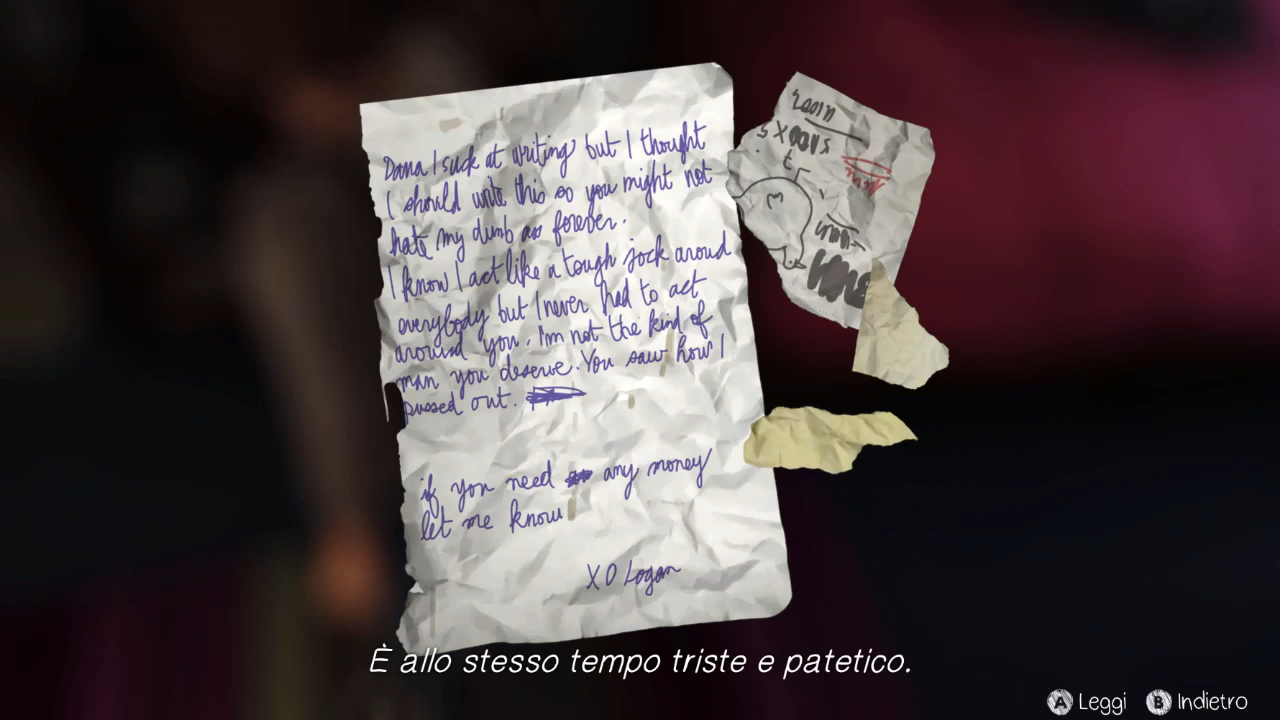 Dana I suck at writing but I thought
I should write this so you might not
hate my dumb ass forever.
I know I act like a tough jock aroud
everybody but I never had to act
around you. I'm not the kind of
man you deserve. You saw how I
pussed out.
if you need any money
let me know
XO Logan
È allo stesso tempo triste e patetico.
A Leggi B Indietro